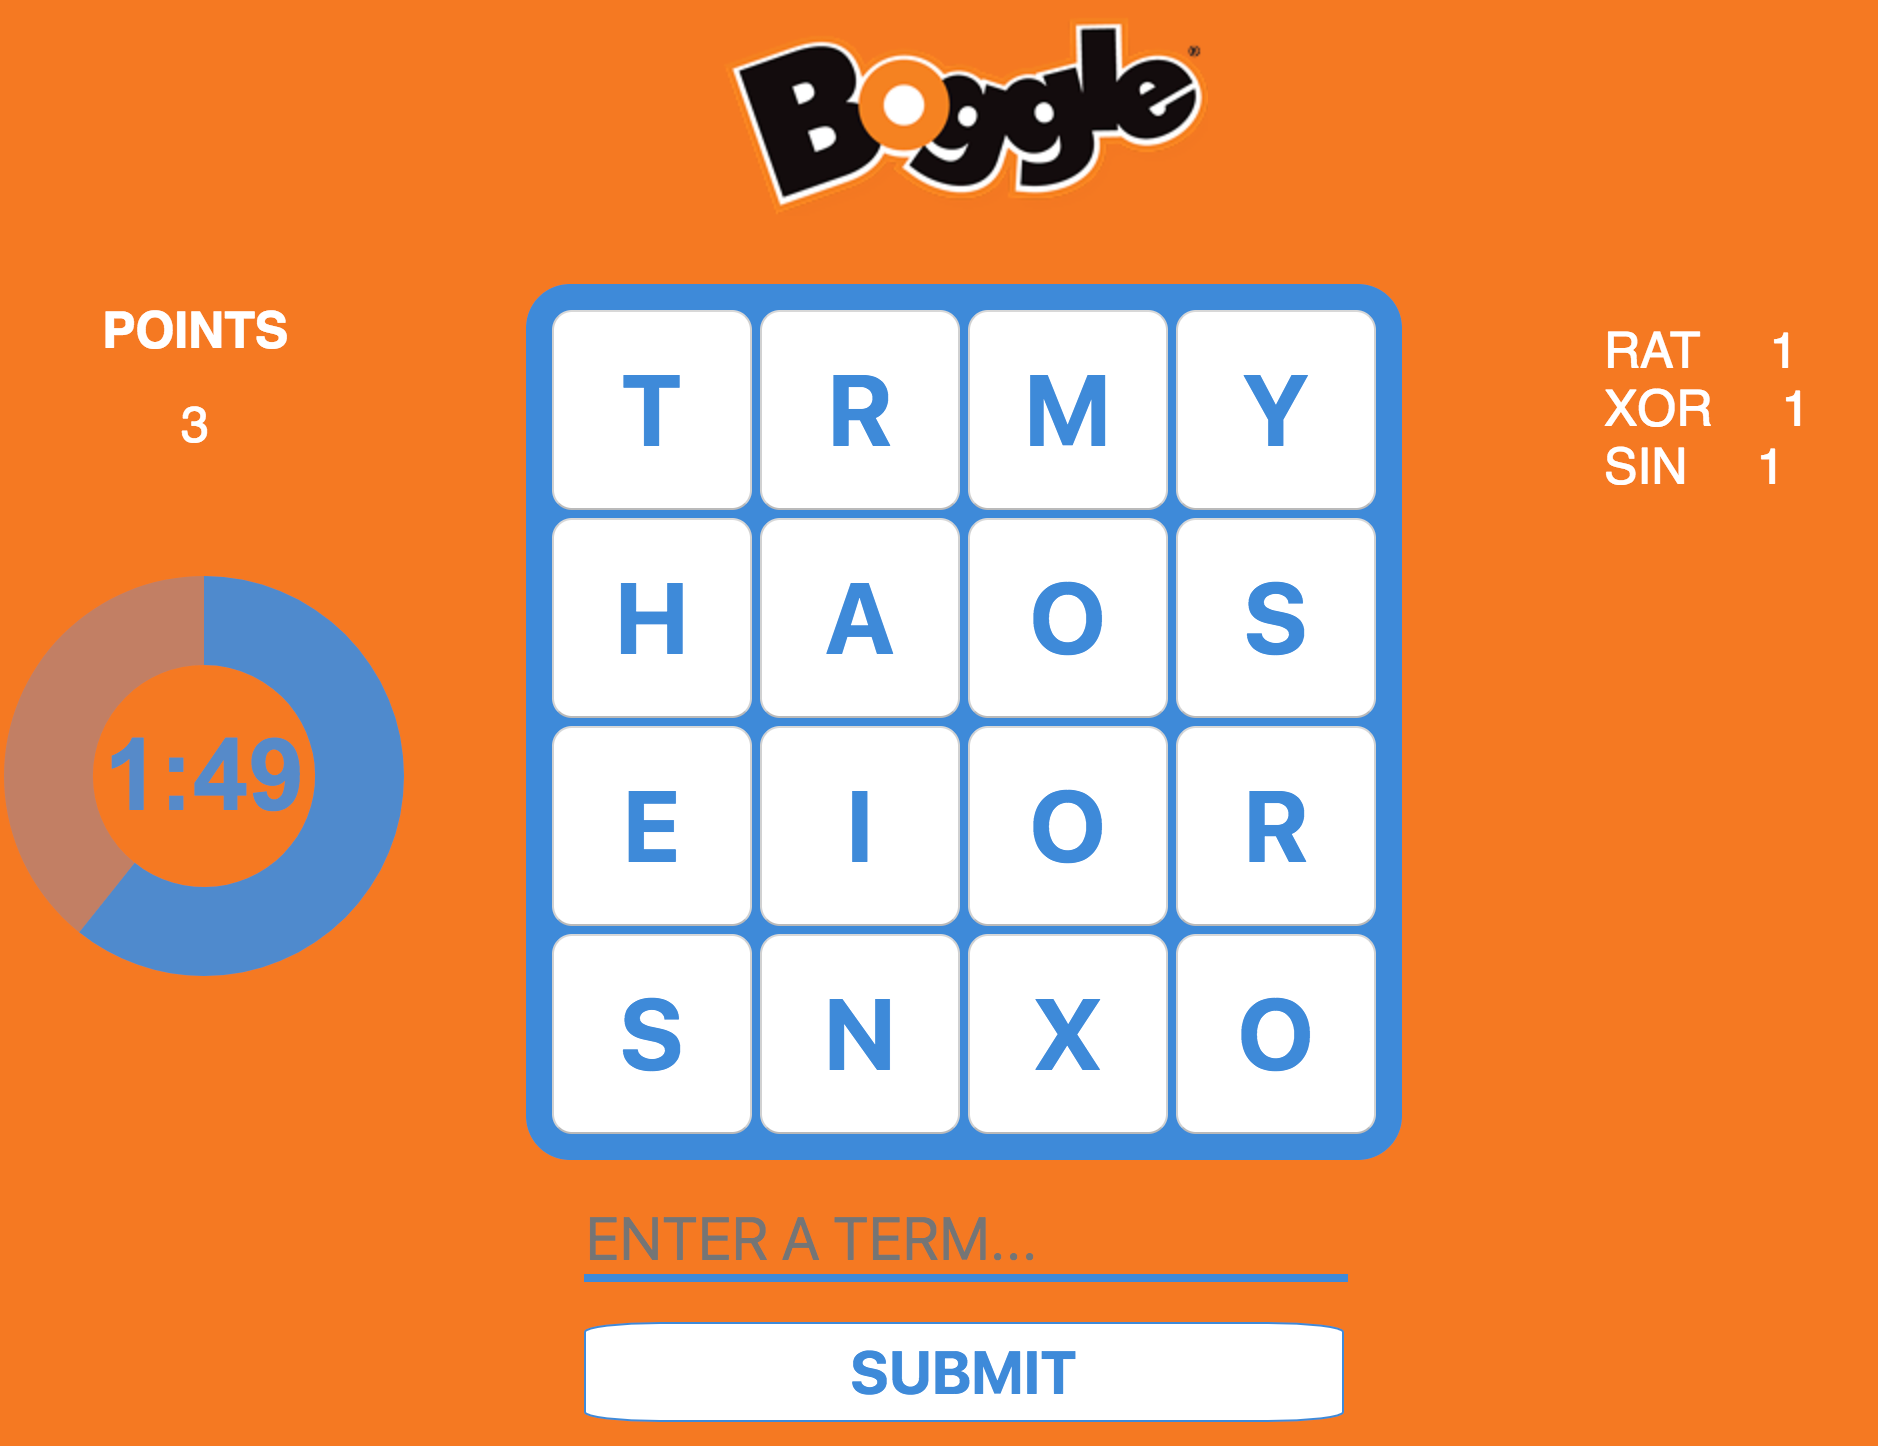 Boggle®
POINTS
3
1:49
T R M Y
H A O S
E I O R
S N X O
RAT 1
XOR 1
SIN 1
ENTER A TERM...
SUBMIT